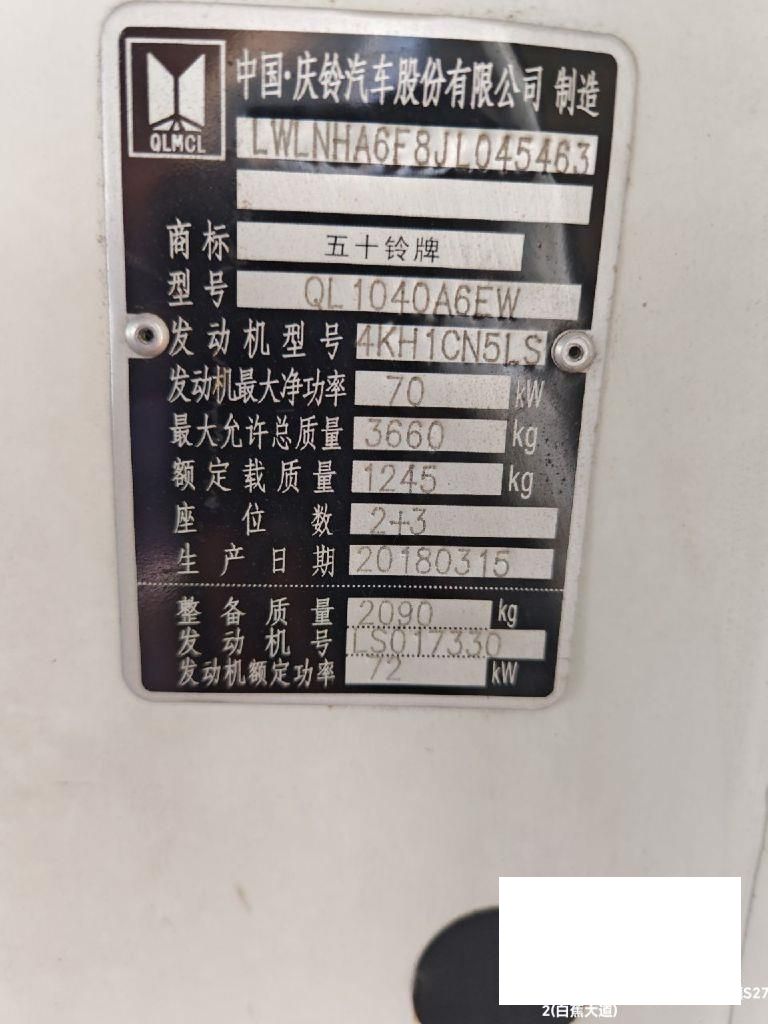 QLMCL
中国·庆铃汽车股份有限公司 制造
LWLNHA6F8JL045463
商标 五十铃牌
型号 QL1040A6EW
发动机型号 4KH1CN5LS
发动机最大净功率 70 kW
最大允许总质量 3660 kg
额定载质量 1245 kg
座位数 2+3
生产日期 20180315
整备质量 2090 kg
发动机号 LS017330
发动机额定功率 72 kW
S27
2(白蕉大道)